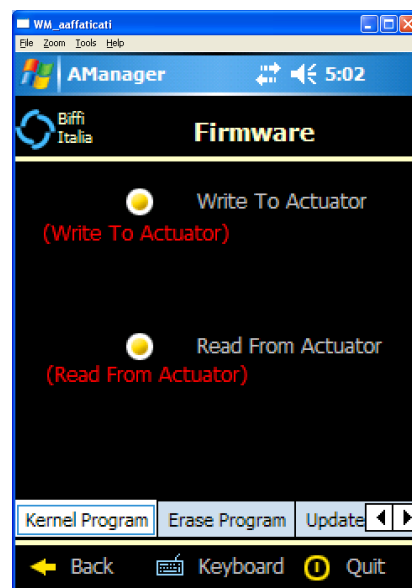 WM_aaffaticati
File Zoom Tools Help
AManager 5:02
Biffi
Italia
Firmware
Write To Actuator
(Write To Actuator)
Read From Actuator
(Read From Actuator)
Kernel Program Erase Program Update
Back Keyboard Quit